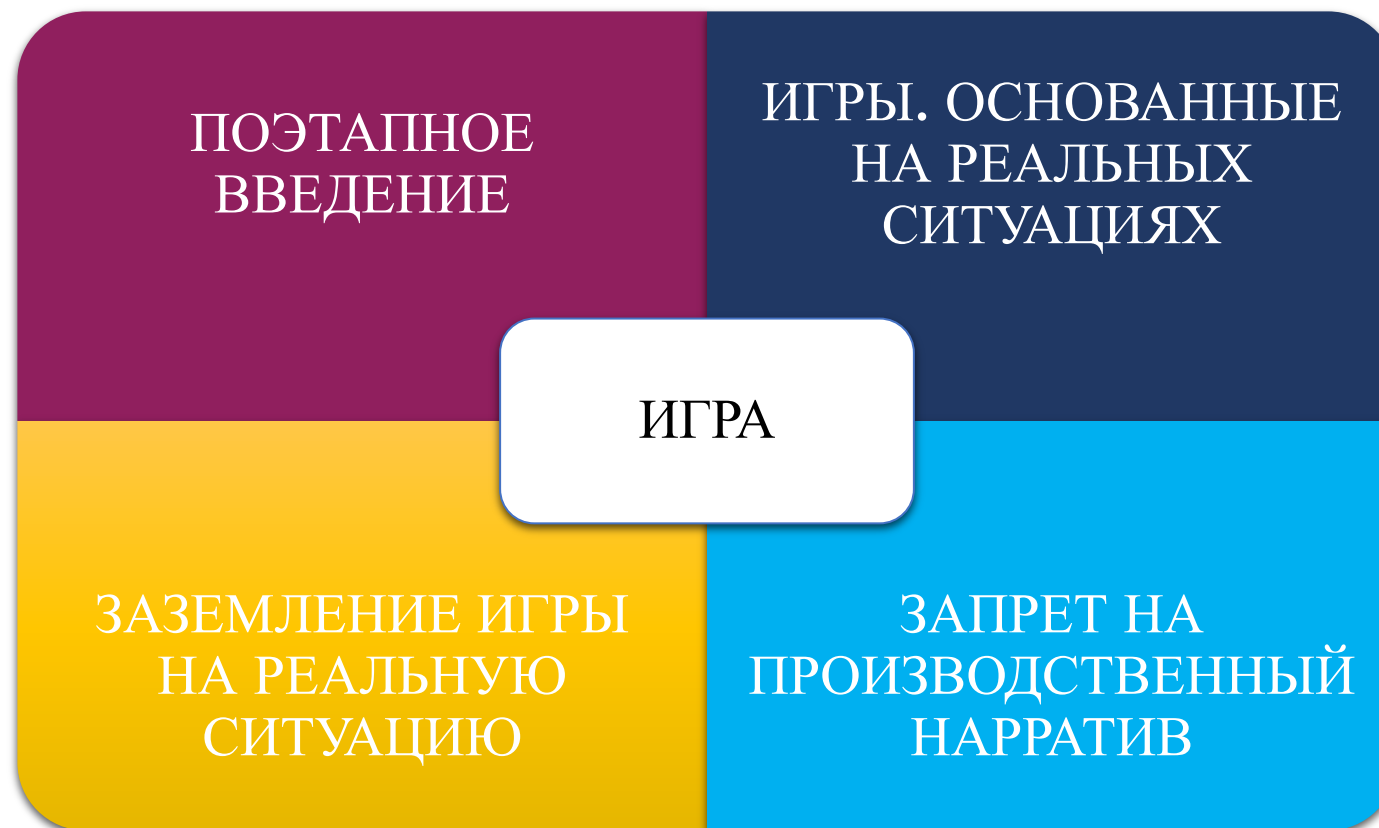 ПОЭТАПНОЕ
ВВЕДЕНИЕ
ИГРЫ. ОСНОВАННЫЕ
НА РЕАЛЬНЫХ
СИТУАЦИЯХ
ИГРА
ЗАЗЕМЛЕНИЕ ИГРЫ
НА РЕАЛЬНУЮ
СИТУАЦИЮ
ЗАПРЕТ НА
ПРОИЗВОДСТВЕННЫЙ
НАРРАТИВ